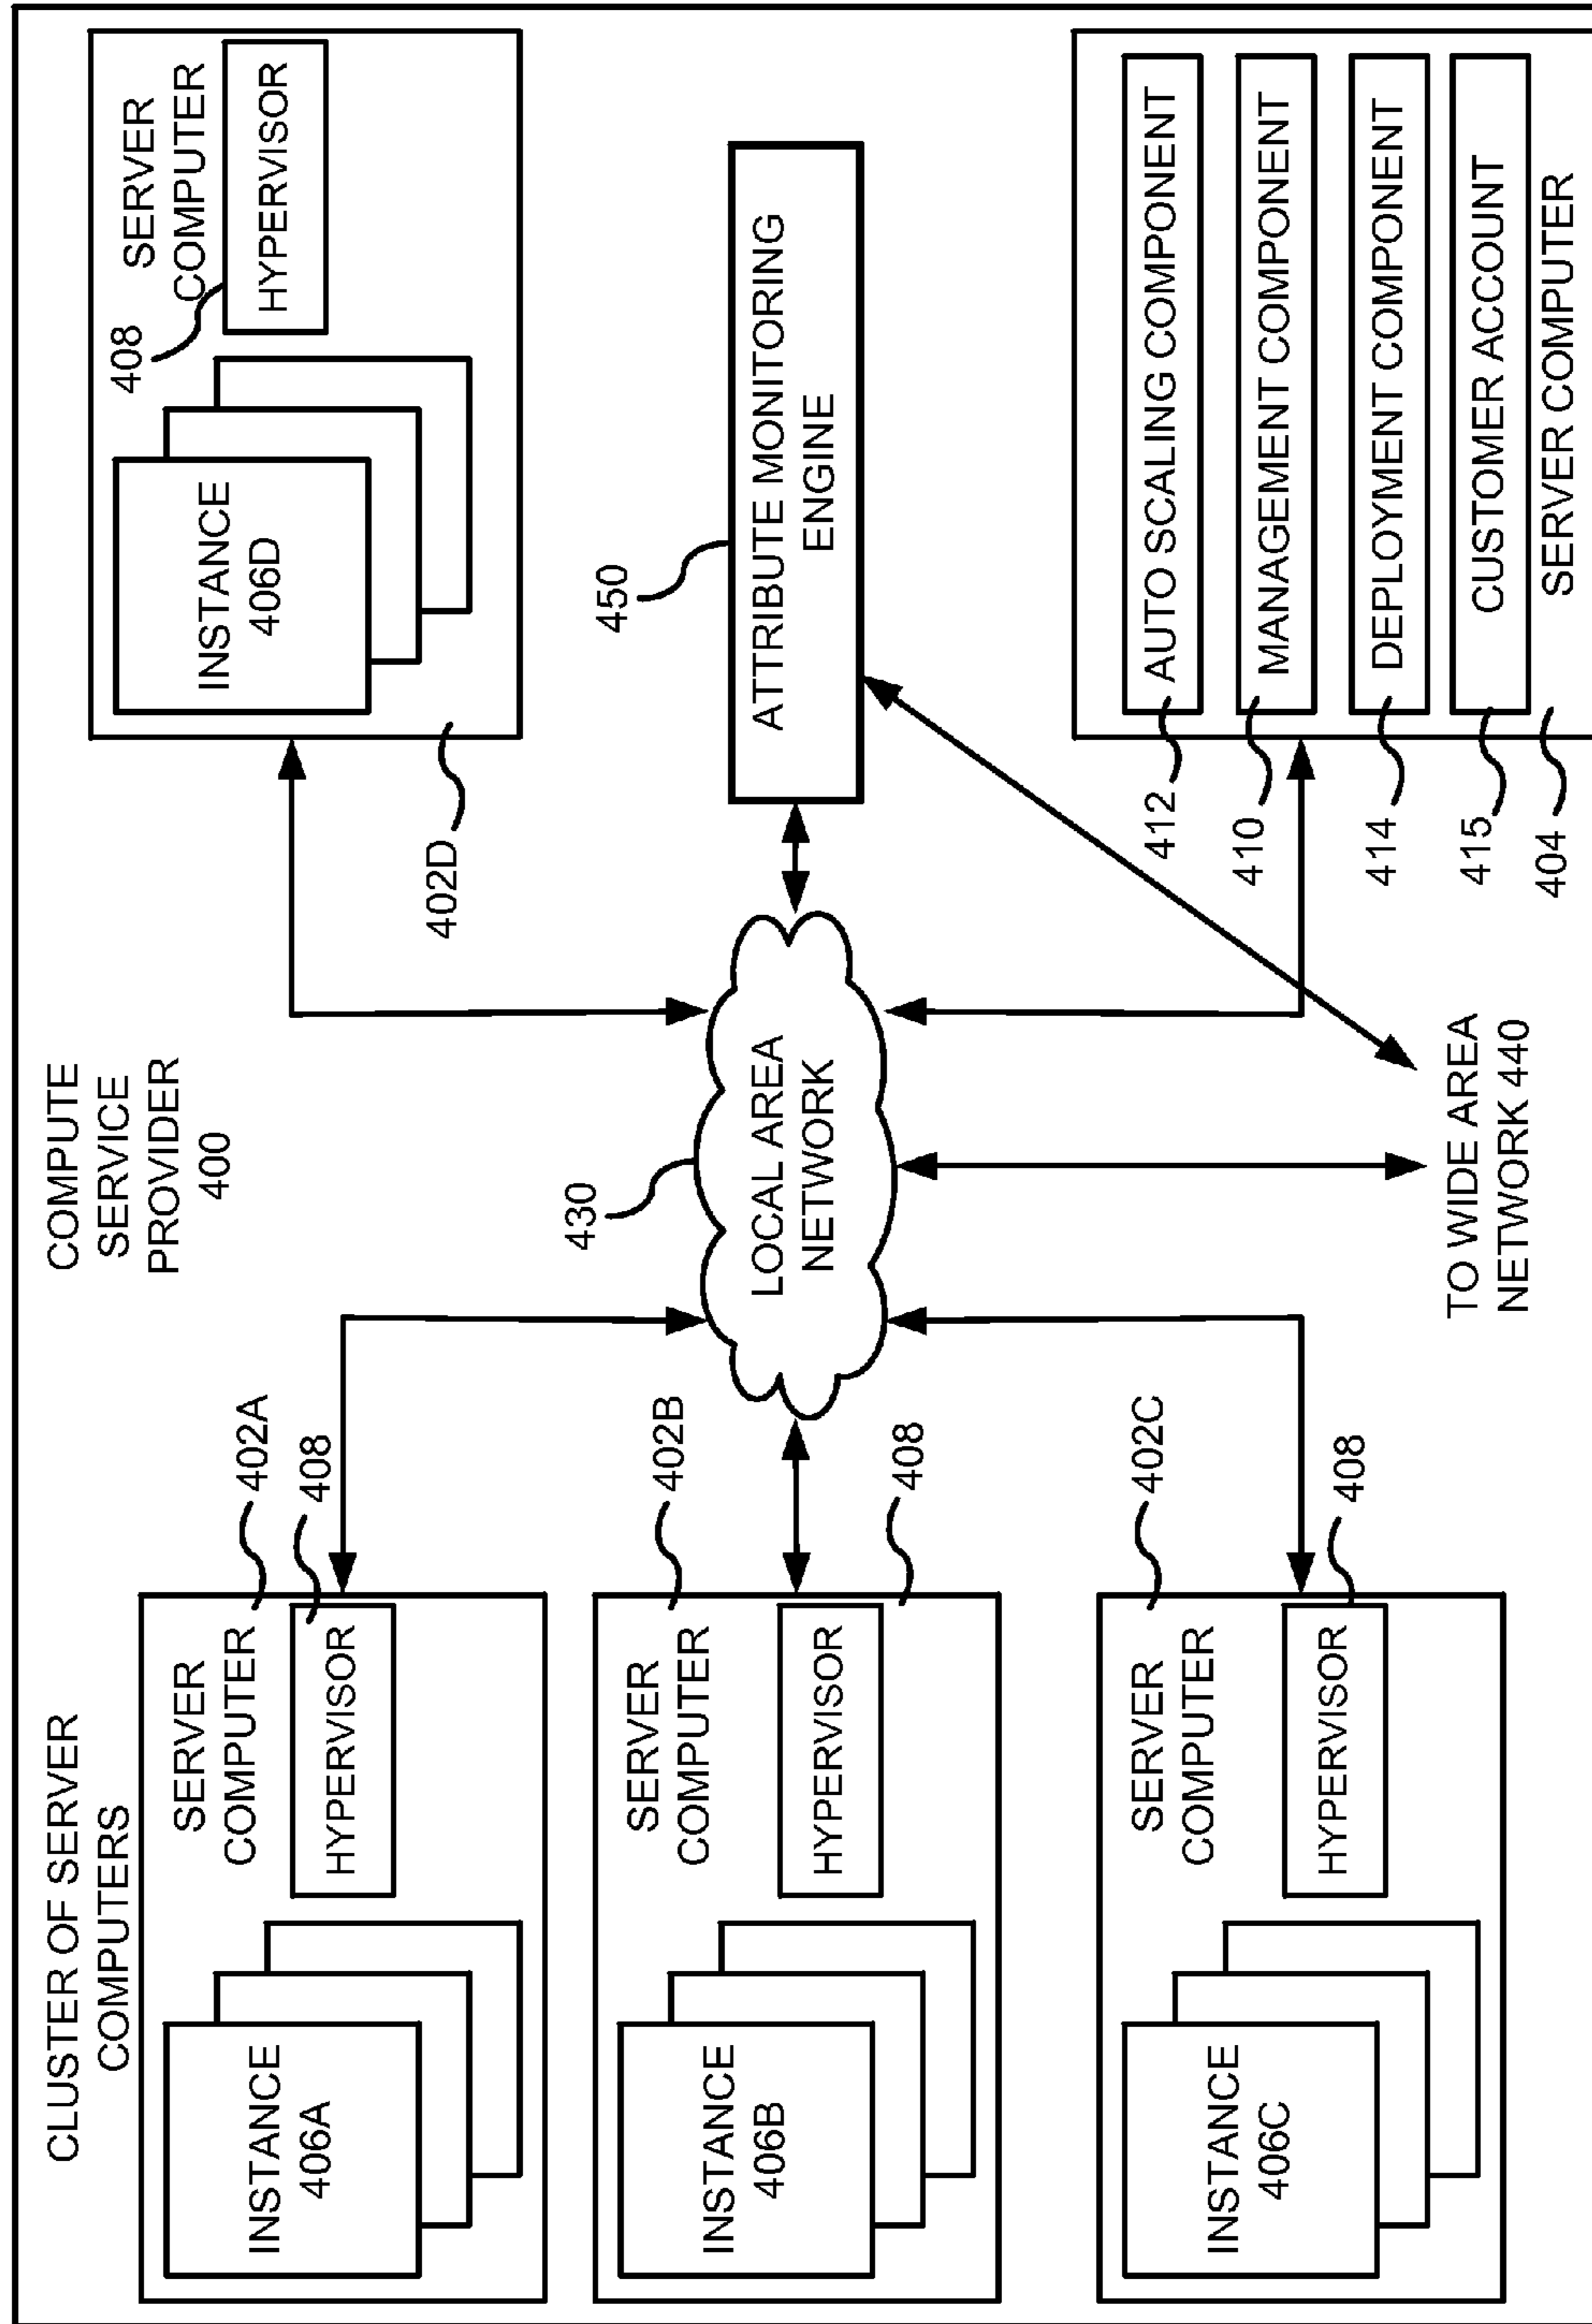 CLUSTER OF SERVER
COMPUTERS
COMPUTE
SERVICE
PROVIDER
400
SERVER
COMPUTER
402A
408
HYPERVISOR
INSTANCE
406A
SERVER
COMPUTER
402B
HYPERVISOR
408
INSTANCE
406B
SERVER
COMPUTER
402C
HYPERVISOR
408
INSTANCE
406C
430
LOCAL AREA
NETWORK
TO WIDE AREA
NETWORK 440
408
SERVER
COMPUTER
HYPERVISOR
INSTANCE
406D
402D
450
ATTRIBUTE MONITORING
ENGINE
412
AUTO SCALING COMPONENT
410
MANAGEMENT COMPONENT
414
DEPLOYMENT COMPONENT
415
CUSTOMER ACCOUNT
404
SERVER COMPUTER